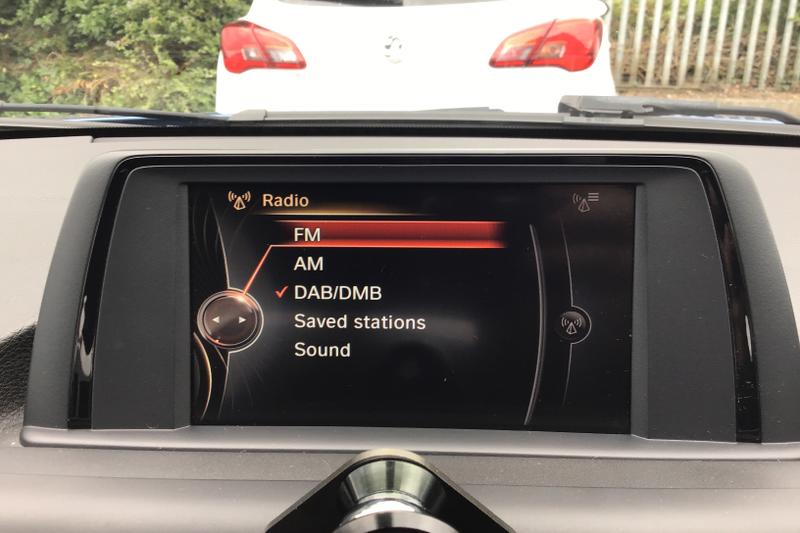 Radio
FM
AM
DAB/DMB
Saved stations
Sound